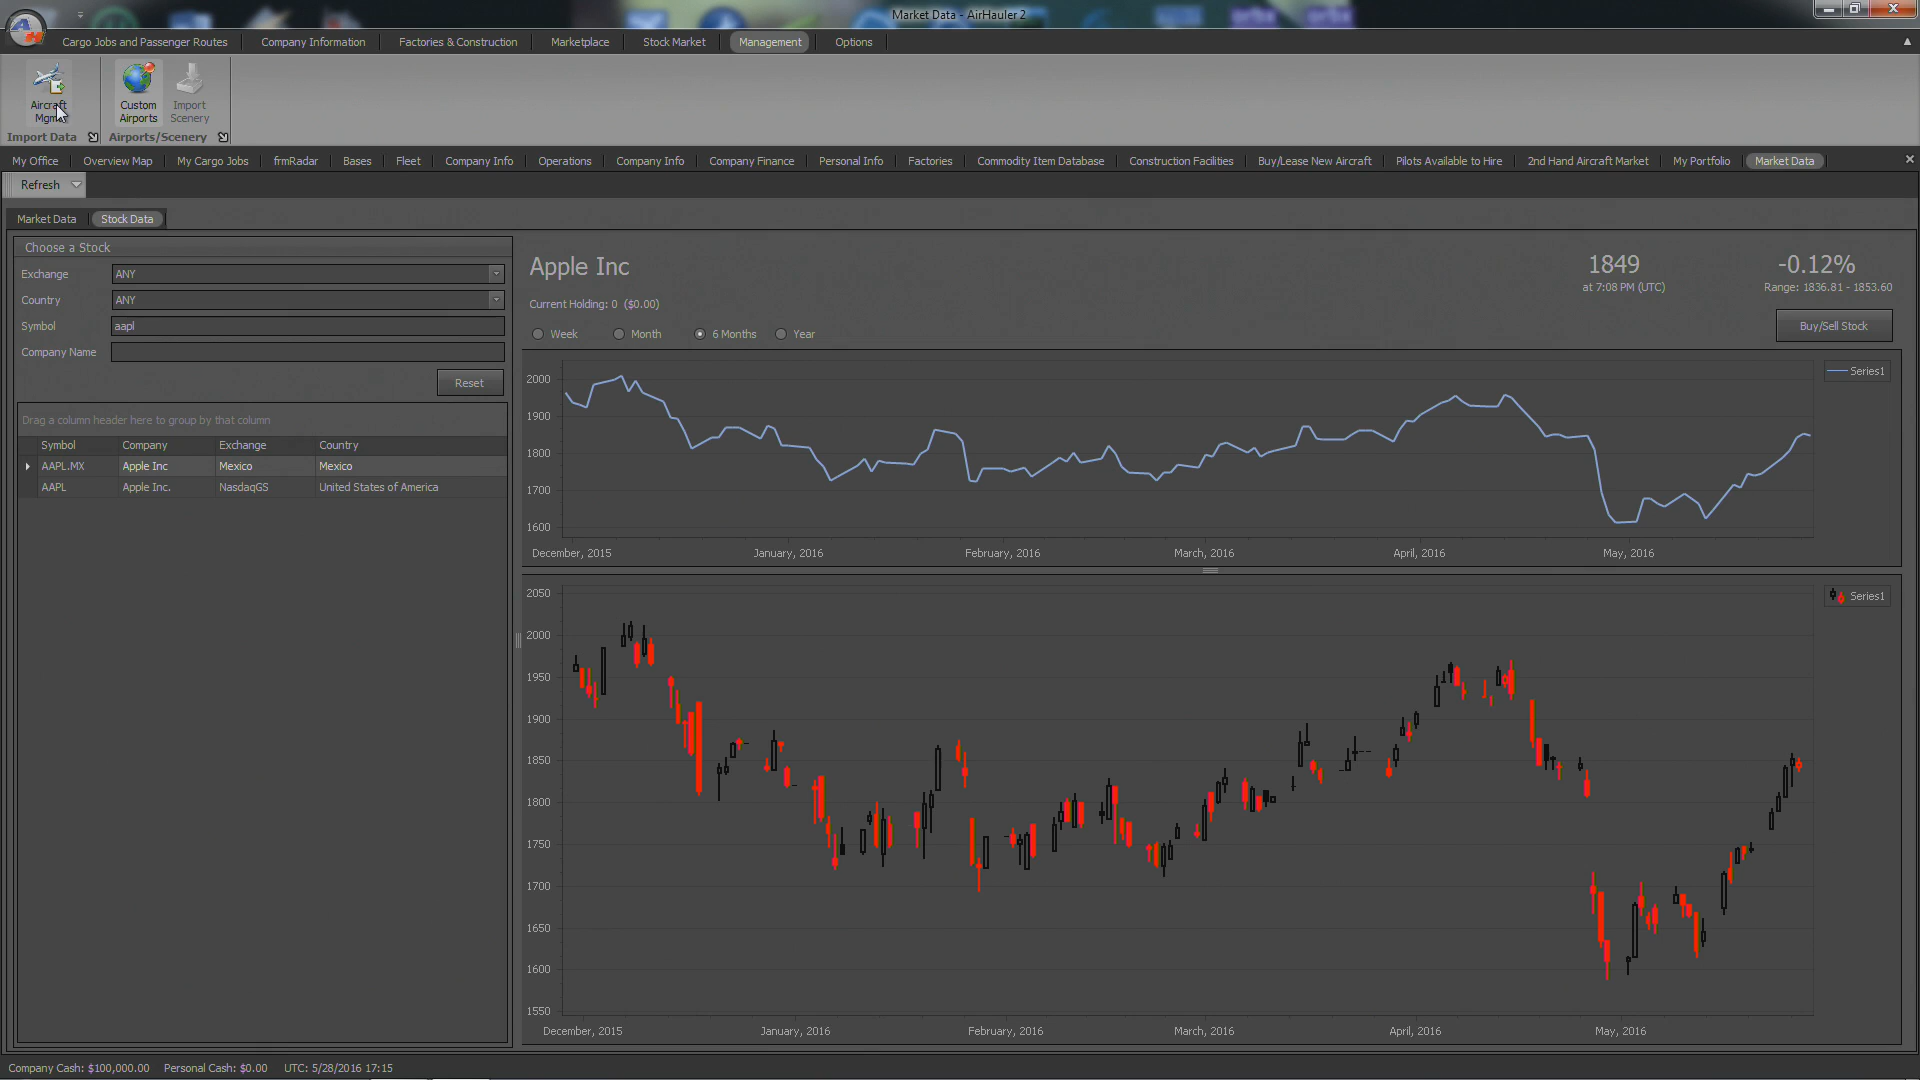 Market Data - AirHauler 2
Cargo Jobs and Passenger Routes Company Information Factories & Construction Marketplace Stock Market Management Options
Aircraft
Mgmt
Custom
Airports
Import
Scenery
Import Data Airports/Scenery
My Office Overview Map My Cargo Jobs frmRadar Bases Fleet Company Info Operations Company Info Company Finance Personal Info Factories Commodity Item Database Construction Facilities Buy/Lease New Aircraft Pilots Available to Hire 2nd Hand Aircraft Market My Portfolio Market Data
Refresh
Market Data Stock Data
Choose a Stock
Exchange ANY
Country ANY
Symbol aapl
Company Name
Reset
Drag a column header here to group by that column
Symbol Company Exchange Country
AAPL.MX Apple Inc Mexico Mexico
AAPL Apple Inc. NasdaqGS United States of America
Apple Inc
1849
-0.12%
at 7:08 PM (UTC)
Range: 1836.81 - 1853.60
Current Holding: 0 ($0.00)
Week Month 6 Months Year
Buy/Sell Stock
Series1
2000
1900
1800
1700
1600
December, 2015 January, 2016 February, 2016 March, 2016 April, 2016 May, 2016
Series1
2050
2000
1950
1900
1850
1800
1750
1700
1650
1600
1550
December, 2015 January, 2016 February, 2016 March, 2016 April, 2016 May, 2016
Company Cash: $100,000.00 Personal Cash: $0.00 UTC: 5/28/2016 17:15